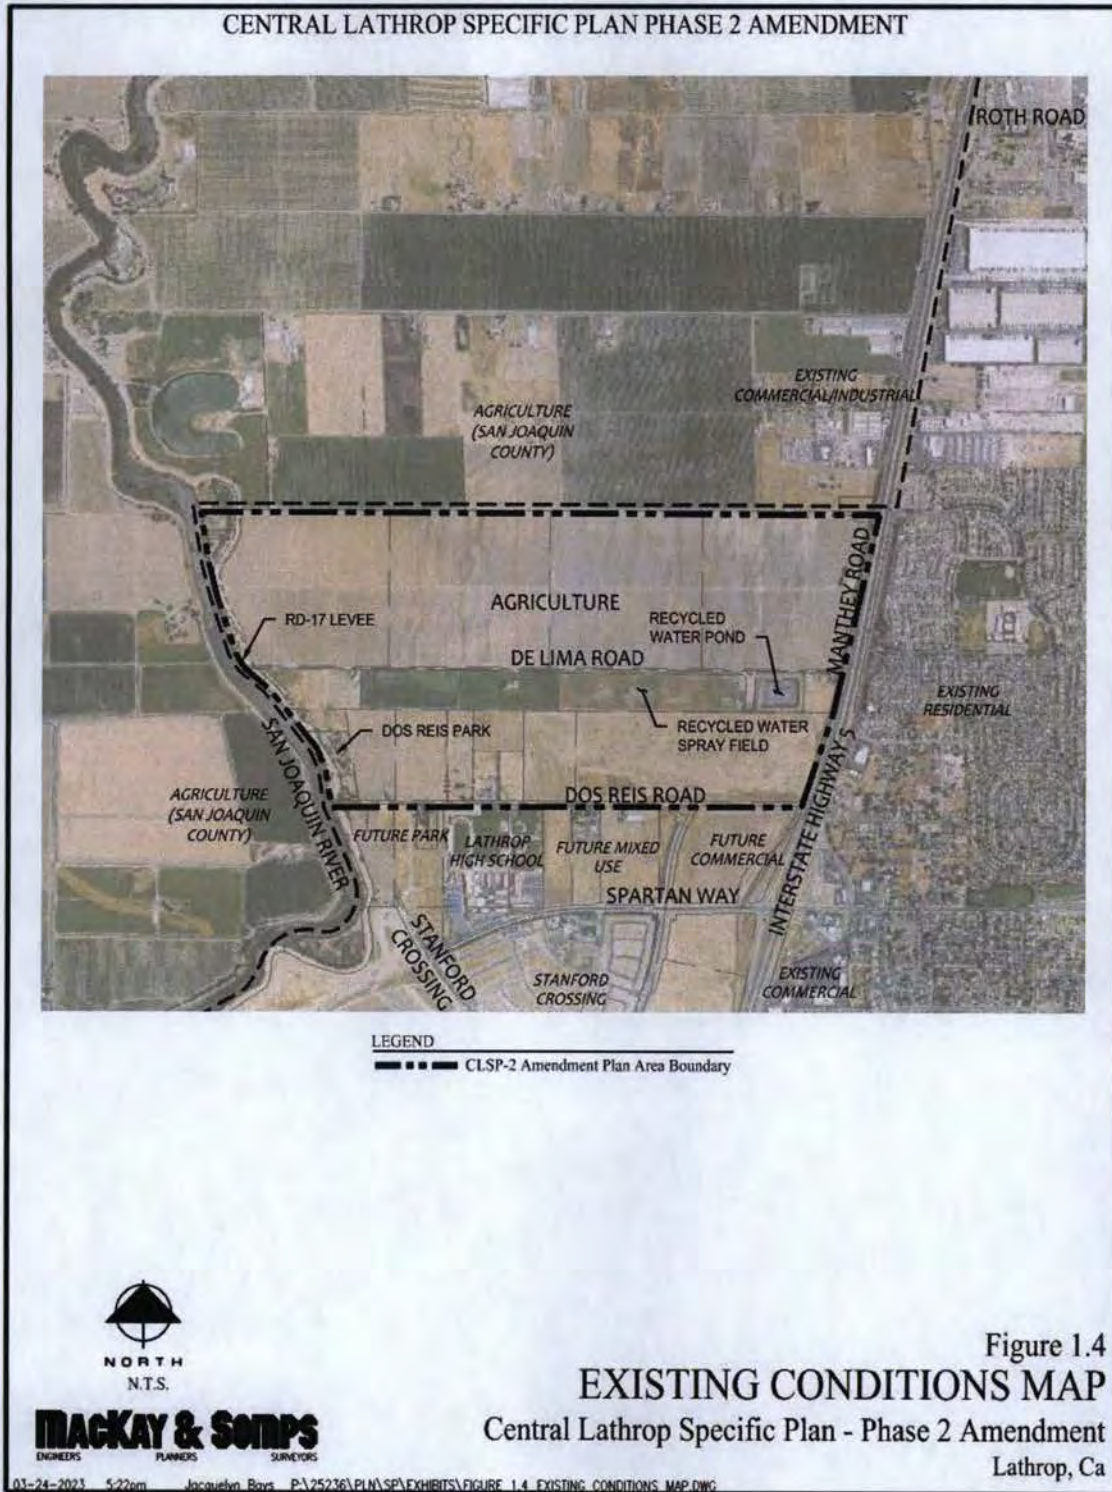 CENTRAL LATHROP SPECIFIC PLAN PHASE 2 AMENDMENT
ROTH ROAD
EXISTING
COMMERCIAL/INDUSTRIAL
AGRICULTURE
(SAN JOAQUIN
COUNTY)
MANTHEY ROAD
AGRICULTURE
RD-17 LEVEE
RECYCLED
WATER POND
DE LIMA ROAD
EXISTING
RESIDENTIAL
DOS REIS PARK
RECYCLED WATER
SPRAY FIELD
SAN JOAQUIN RIVER
AGRICULTURE
(SAN JOAQUIN
COUNTY)
DOS REIS ROAD
INTERSTATE HIGHWAY 5
FUTURE PARK
LATHROP
HIGH SCHOOL
FUTURE MIXED
USE
FUTURE
COMMERCIAL
SPARTAN WAY
STANFORD
CROSSING
STANFORD
CROSSING
EXISTING
COMMERCIAL
LEGEND
CLSP-2 Amendment Plan Area Boundary
NORTH
N.T.S.
Figure 1.4
EXISTING CONDITIONS MAP
Central Lathrop Specific Plan - Phase 2 Amendment
Lathrop, Ca
MACKAY & SOMPS
ENGINEERS PLANNERS SURVEYORS
03-24-2023 5:22pm Jacquelyn Bays P:\25236\PLN\SP\EXHIBITS\FIGURE 1.4 EXISTING CONDITIONS MAP.DWG